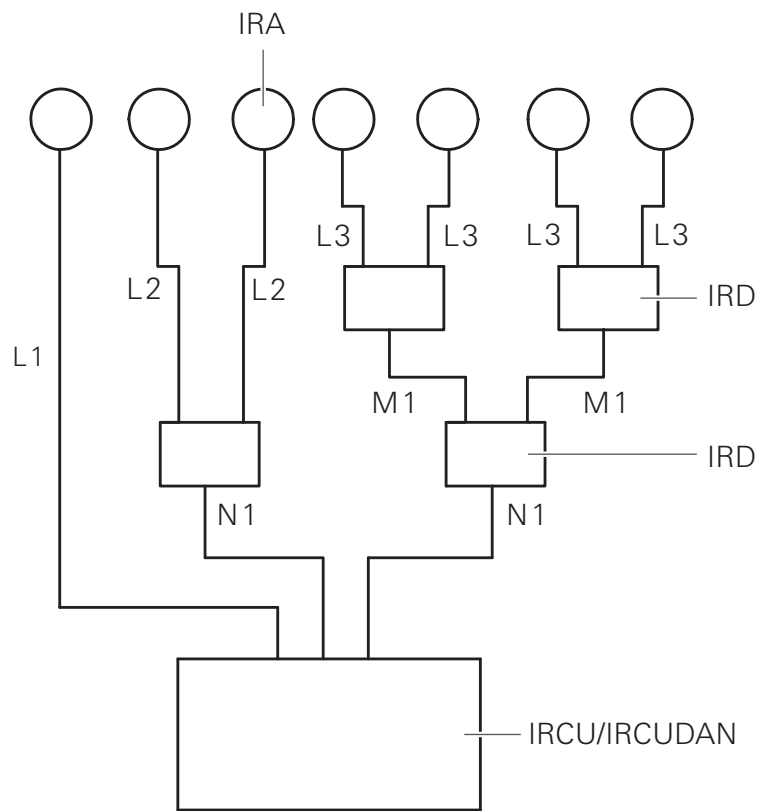 IRA
L3 L3 L3 L3
L2 L2 IRD
L1
M1 M1
IRD
N1 N1
IRCU/IRCUDAN